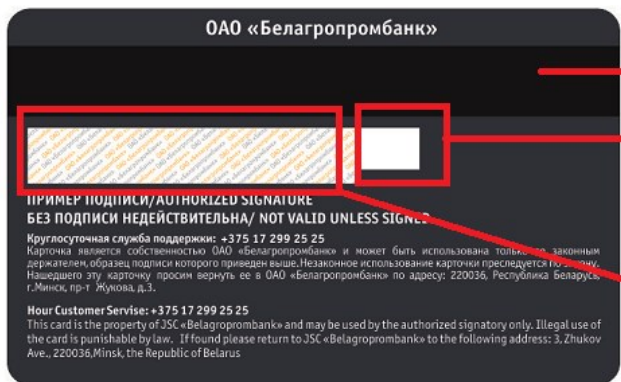 ОАО «Белагропромбанк»
ПРИМЕР ПОДПИСИ/AUTHORIZED SIGNATURE
БЕЗ ПОДПИСИ НЕДЕЙСТВИТЕЛЬНА/ NOT VALID UNLESS SIGNED
Круглосуточная служба поддержки: +375 17 299 25 25
Карточка является собственностью ОАО «Белагропромбанк» и может быть использована только ее законным
держателем, образец подписи которого приведен выше. Незаконное использование карточки преследуется по закону.
Нашедшего эту карточку просим вернуть ее в ОАО «Белагропромбанк» по адресу: 220036, Республика Беларусь,
г.Минск, пр-т Жукова, д.3.
Hour Customer Servise: +375 17 299 25 25
This card is the property of JSC «Belagroprombank» and may be used by the authorized signatory only. Illegal use of
the card is punishable by law. If found please return to JSC «Belagroprombank» to the following address: 3, Zhukov
Ave., 220036,Minsk, the Republic of Belarus